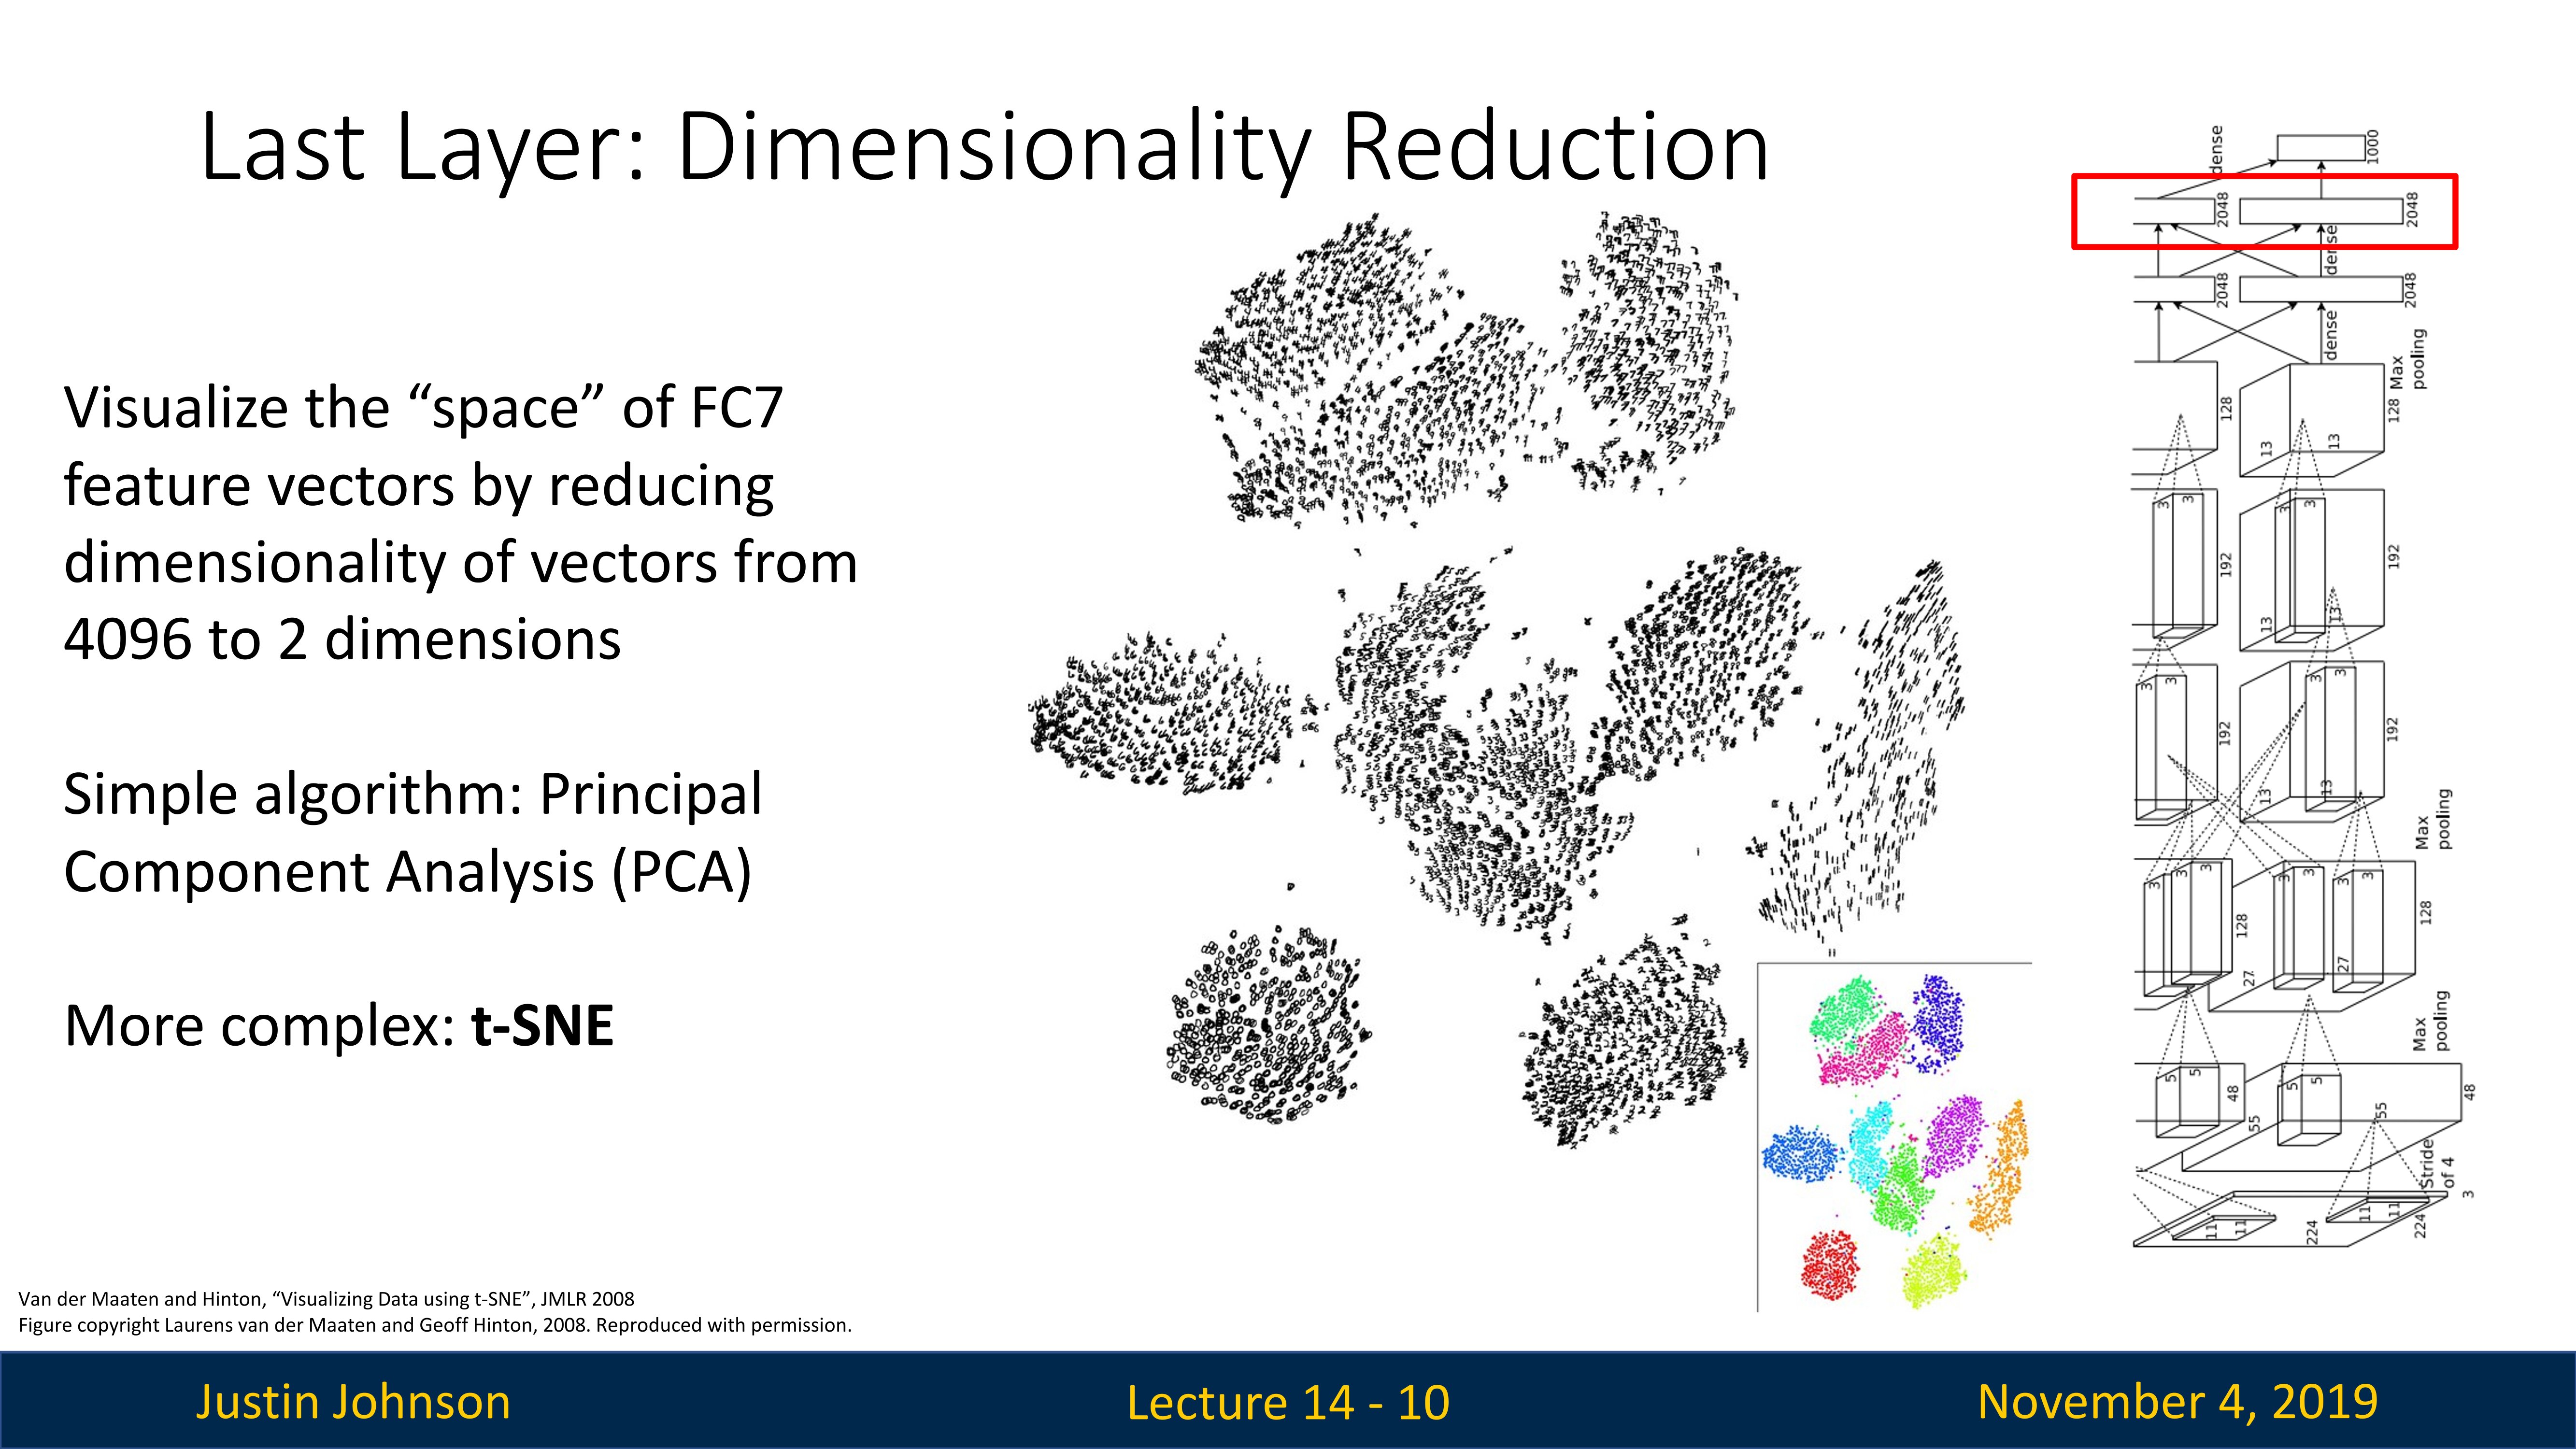 Last Layer: Dimensionality Reduction
Visualize the “space” of FC7
feature vectors by reducing
dimensionality of vectors from
4096 to 2 dimensions
Simple algorithm: Principal
Component Analysis (PCA)
More complex: t-SNE
dense
1000
2048
2048
dense
2048
2048
dense
Max
pooling
128
128
13
13
3
3
3
3
192
192
13
13
3
3
3
3
192
192
13
13
Max
pooling
3
3
3
3
3
3
3
128
128
27
27
Max
pooling
5
5
5
5
48
48
55
55
Stride
of 4
11
11
11
11
224
224
3
Van der Maaten and Hinton, “Visualizing Data using t-SNE”, JMLR 2008
Figure copyright Laurens van der Maaten and Geoff Hinton, 2008. Reproduced with permission.
Justin Johnson
Lecture 14 - 10
November 4, 2019